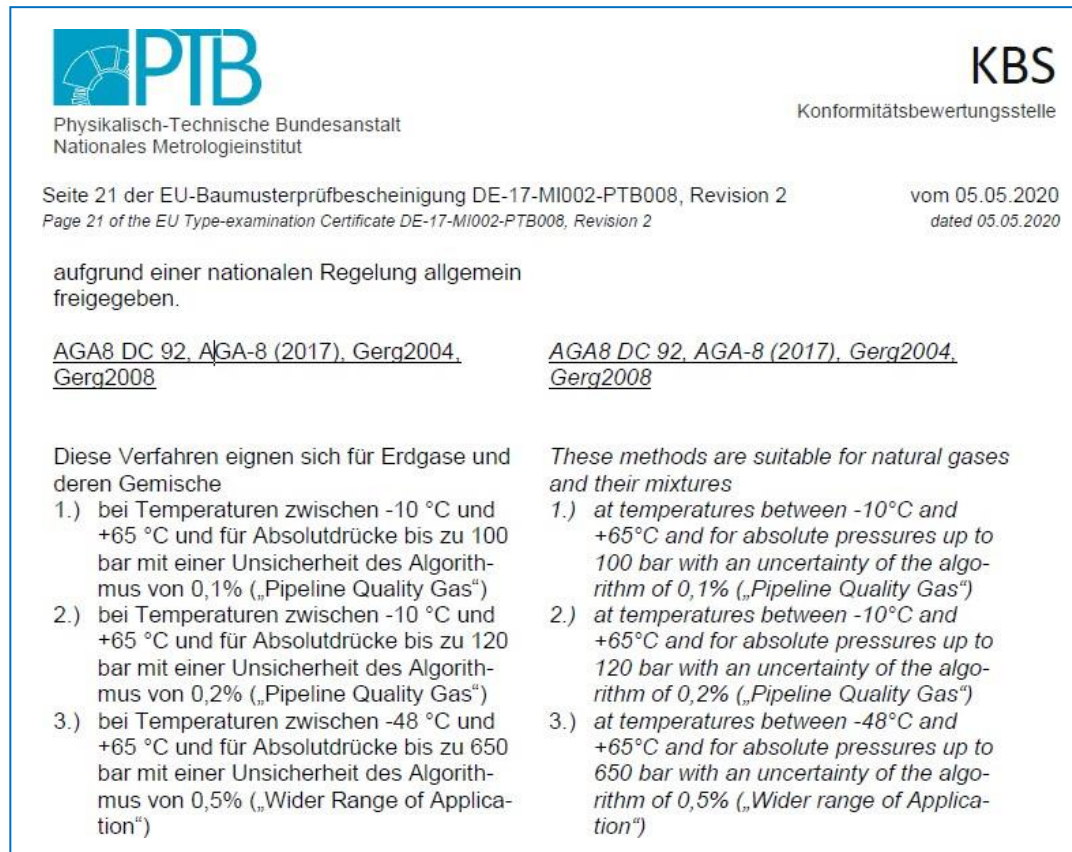 PTB
Physikalisch-Technische Bundesanstalt
Nationales Metrologieinstitut
KBS
Konformitätsbewertungsstelle
Seite 21 der EU-Baumusterprüfbescheinigung DE-17-MI002-PTB008, Revision 2
vom 05.05.2020
Page 21 of the EU Type-examination Certificate DE-17-MI002-PTB008, Revision 2
dated 05.05.2020
aufgrund einer nationalen Regelung allgemein
freigegeben.
AGA8 DC 92, AGA-8 (2017), Gerg2004,
Gerg2008
Diese Verfahren eignen sich für Erdgase und
deren Gemische
1.) bei Temperaturen zwischen -10 °C und
+65 °C und für Absolutdrücke bis zu 100
bar mit einer Unsicherheit des Algorith-
mus von 0,1% („Pipeline Quality Gas“)
2.) bei Temperaturen zwischen -10 °C und
+65 °C und für Absolutdrücke bis zu 120
bar mit einer Unsicherheit des Algorith-
mus von 0,2% („Pipeline Quality Gas“)
3.) bei Temperaturen zwischen -48 °C und
+65 °C und für Absolutdrücke bis zu 650
bar mit einer Unsicherheit des Algorith-
mus von 0,5% („Wider Range of Applica-
tion“)
AGA8 DC 92, AGA-8 (2017), Gerg2004,
Gerg2008
These methods are suitable for natural gases
and their mixtures
1.) at temperatures between -10°C and
+65°C and for absolute pressures up to
100 bar with an uncertainty of the algo-
rithm of 0,1% („Pipeline Quality Gas“)
2.) at temperatures between -10°C and
+65°C and for absolute pressures up to
120 bar with an uncertainty of the algo-
rithm of 0,2% („Pipeline Quality Gas“)
3.) at temperatures between -48°C and
+65°C and for absolute pressures up to
650 bar with an uncertainty of the algo-
rithm of 0,5% („Wider range of Applica-
tion“)